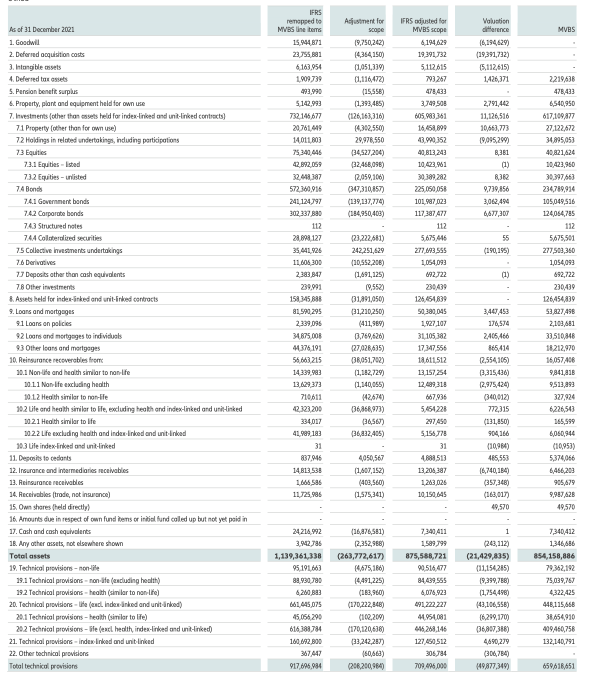 As of 31 December 2021 IFRS remapped to MVBS line items Adjustment for scope IFRS adjusted for MVBS scope Valuation difference MVBS
1. Goodwill 15,944,871 (9,750,242) 6,194,629 (6,194,629) -
2. Deferred acquisition costs 23,755,881 (4,364,150) 19,391,732 (19,391,732) -
3. Intangible assets 6,163,954 (1,051,339) 5,112,615 (5,112,615) -
4. Deferred tax assets 1,909,739 (1,116,472) 793,267 1,426,371 2,219,638
5. Pension benefit surplus 493,990 (15,558) 478,433 - 478,433
6. Property, plant and equipment held for own use 5,142,993 (1,393,485) 3,749,508 2,791,442 6,540,950
7. Investments (other than assets held for index-linked and unit-linked contracts) 732,146,677 (126,163,316) 605,983,361 11,126,516 617,109,877
7.1 Property (other than for own use) 20,761,449 (4,302,550) 16,458,899 10,663,773 27,122,672
7.2 Holdings in related undertakings, including participations 14,011,803 29,978,550 43,990,352 (9,095,299) 34,895,053
7.3 Equities 75,340,446 (34,527,204) 40,813,243 8,381 40,821,624
7.3.1 Equities – listed 42,892,059 (32,468,098) 10,423,961 (1) 10,423,960
7.3.2 Equities – unlisted 32,448,387 (2,059,106) 30,389,282 8,382 30,397,663
7.4 Bonds 572,360,916 (347,310,857) 225,050,058 9,739,856 234,789,914
7.4.1 Government bonds 241,124,797 (139,137,774) 101,987,023 3,062,494 105,049,516
7.4.2 Corporate bonds 302,337,880 (184,950,403) 117,387,477 6,677,307 124,064,785
7.4.3 Structured notes 112 - 112 - 112
7.4.4 Collateralized securities 28,898,127 (23,222,681) 5,675,446 55 5,675,501
7.5 Collective investments undertakings 35,441,926 242,251,629 277,693,555 (190,195) 277,503,360
7.6 Derivatives 11,606,300 (10,552,208) 1,054,093 - 1,054,093
7.7 Deposits other than cash equivalents 2,383,847 (1,691,125) 692,722 (1) 692,722
7.8 Other investments 239,991 (9,552) 230,439 - 230,439
8. Assets held for index-linked and unit-linked contracts 158,345,888 (31,891,050) 126,454,839 - 126,454,839
9. Loans and mortgages 81,590,295 (31,210,250) 50,380,045 3,447,453 53,827,498
9.1 Loans on policies 2,339,096 (411,989) 1,927,107 176,574 2,103,681
9.2 Loans and mortgages to individuals 34,875,008 (3,769,626) 31,105,382 2,405,466 33,510,848
9.3 Other loans and mortgages 44,376,191 (27,028,635) 17,347,556 865,414 18,212,970
10. Reinsurance recoverables from: 56,663,215 (38,051,702) 18,611,512 (2,554,105) 16,057,408
10.1 Non-life and health similar to non-life 14,339,983 (1,182,729) 13,157,254 (3,315,436) 9,841,818
10.1.1 Non-life excluding health 13,629,373 (1,140,055) 12,489,318 (2,975,424) 9,513,893
10.1.2 Health similar to non-life 710,611 (42,674) 667,936 (340,012) 327,924
10.2 Life and health similar to life, excluding health and index-linked and unit-linked 42,323,200 (36,868,973) 5,454,228 772,315 6,226,543
10.2.1 Health similar to life 334,017 (36,567) 297,450 (131,850) 165,599
10.2.2 Life excluding health and index-linked and unit-linked 41,989,183 (36,832,405) 5,156,778 904,166 6,060,944
10.3 Life index-linked and unit-linked 31 - 31 (10,984) (10,953)
11. Deposits to cedants 837,946 4,050,567 4,888,513 485,553 5,374,066
12. Insurance and intermediaries receivables 14,813,538 (1,607,152) 13,206,387 (6,740,184) 6,466,203
13. Reinsurance receivables 1,666,586 (403,560) 1,263,026 (357,348) 905,679
14. Receivables (trade, not insurance) 11,725,986 (1,575,341) 10,150,645 (163,017) 9,987,628
15. Own shares (held directly) - - - 49,570 49,570
16. Amounts due in respect of own fund items or initial fund called up but not yet paid in - - - - -
17. Cash and cash equivalents 24,216,992 (16,876,581) 7,340,411 1 7,340,412
18. Any other assets, not elsewhere shown 3,942,786 (2,352,988) 1,589,799 (243,112) 1,346,686
Total assets 1,139,361,338 (263,772,617) 875,588,721 (21,429,835) 854,158,886
19. Technical provisions – non-life 95,191,663 (4,675,186) 90,516,477 (11,154,285) 79,362,192
19.1 Technical provisions – non-life (excluding health) 88,930,780 (4,491,225) 84,439,555 (9,399,788) 75,039,767
19.2 Technical provisions – health (similar to non-life) 6,260,883 (183,960) 6,076,923 (1,754,498) 4,322,425
20. Technical provisions – life (excl. index-linked and unit-linked) 661,445,075 (170,222,848) 491,222,227 (43,106,558) 448,115,668
20.1 Technical provisions – health (similar to life) 45,056,290 (102,209) 44,954,081 (6,299,170) 38,654,910
20.2 Technical provisions – life (excl. health, index-linked and unit-linked) 616,388,784 (170,120,638) 446,268,146 (36,807,388) 409,460,758
21. Technical provisions – index-linked and unit-linked 160,692,800 (33,242,287) 127,450,512 4,690,279 132,140,791
22. Other technical provisions 367,447 (60,663) 306,784 (306,784) -
Total technical provisions 917,696,984 (208,200,984) 709,496,000 (49,877,349) 659,618,651